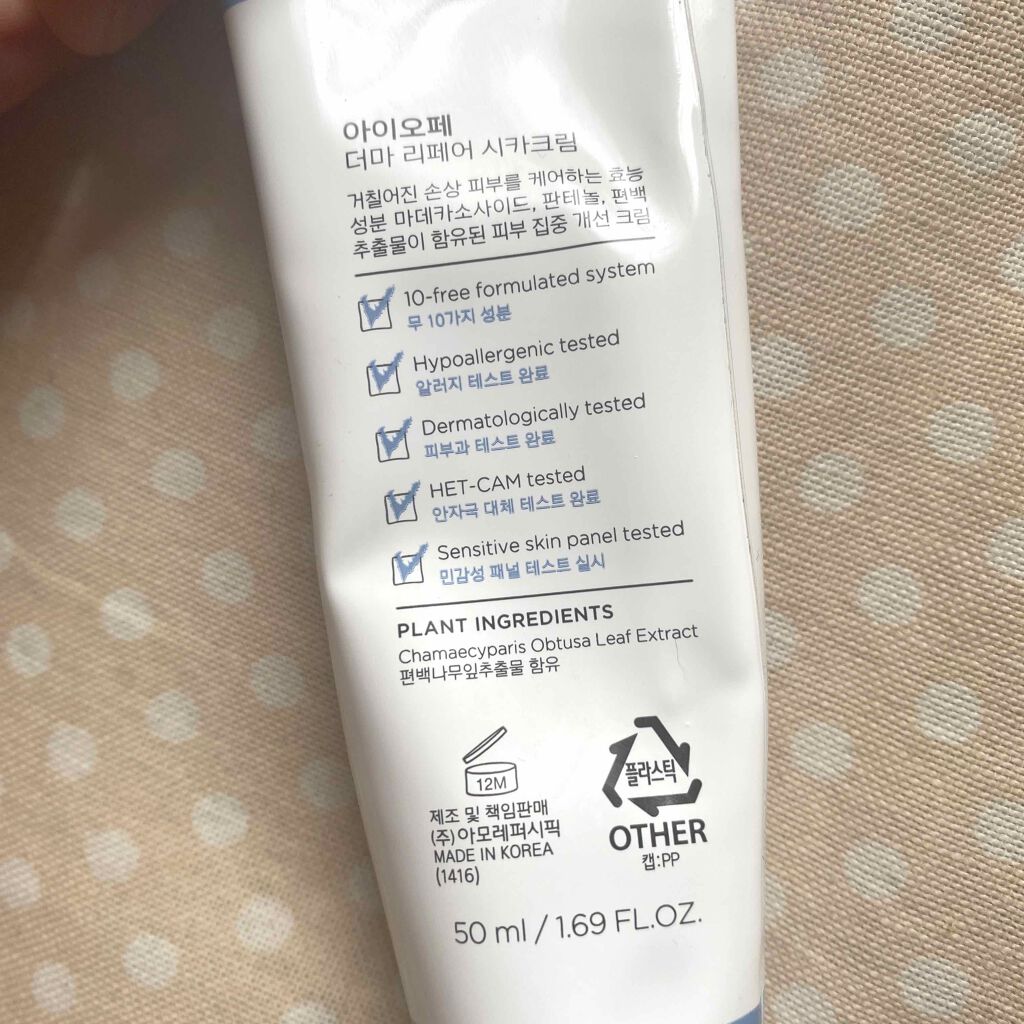 아이오페
더마 리페어 시카크림
거칠어진 손상 피부를 케어하는 효능
성분 마데카소사이드, 판테놀, 편백
추출물이 함유된 피부 집중 개선 크림
10-free formulated system
무 10가지 성분
Hypoallergenic tested
알러지 테스트 완료
Dermatologically tested
피부과 테스트 완료
HET-CAM tested
안자극 대체 테스트 완료
Sensitive skin panel tested
민감성 패널 테스트 실시
PLANT INGREDIENTS
Chamaecyparis Obtusa Leaf Extract
편백나무잎추출물 함유
12M
제조 및 책임판매
(주)아모레퍼시픽
MADE IN KOREA
(1416)
플라스틱
OTHER
캡:PP
50 ml / 1.69 FL.OZ.